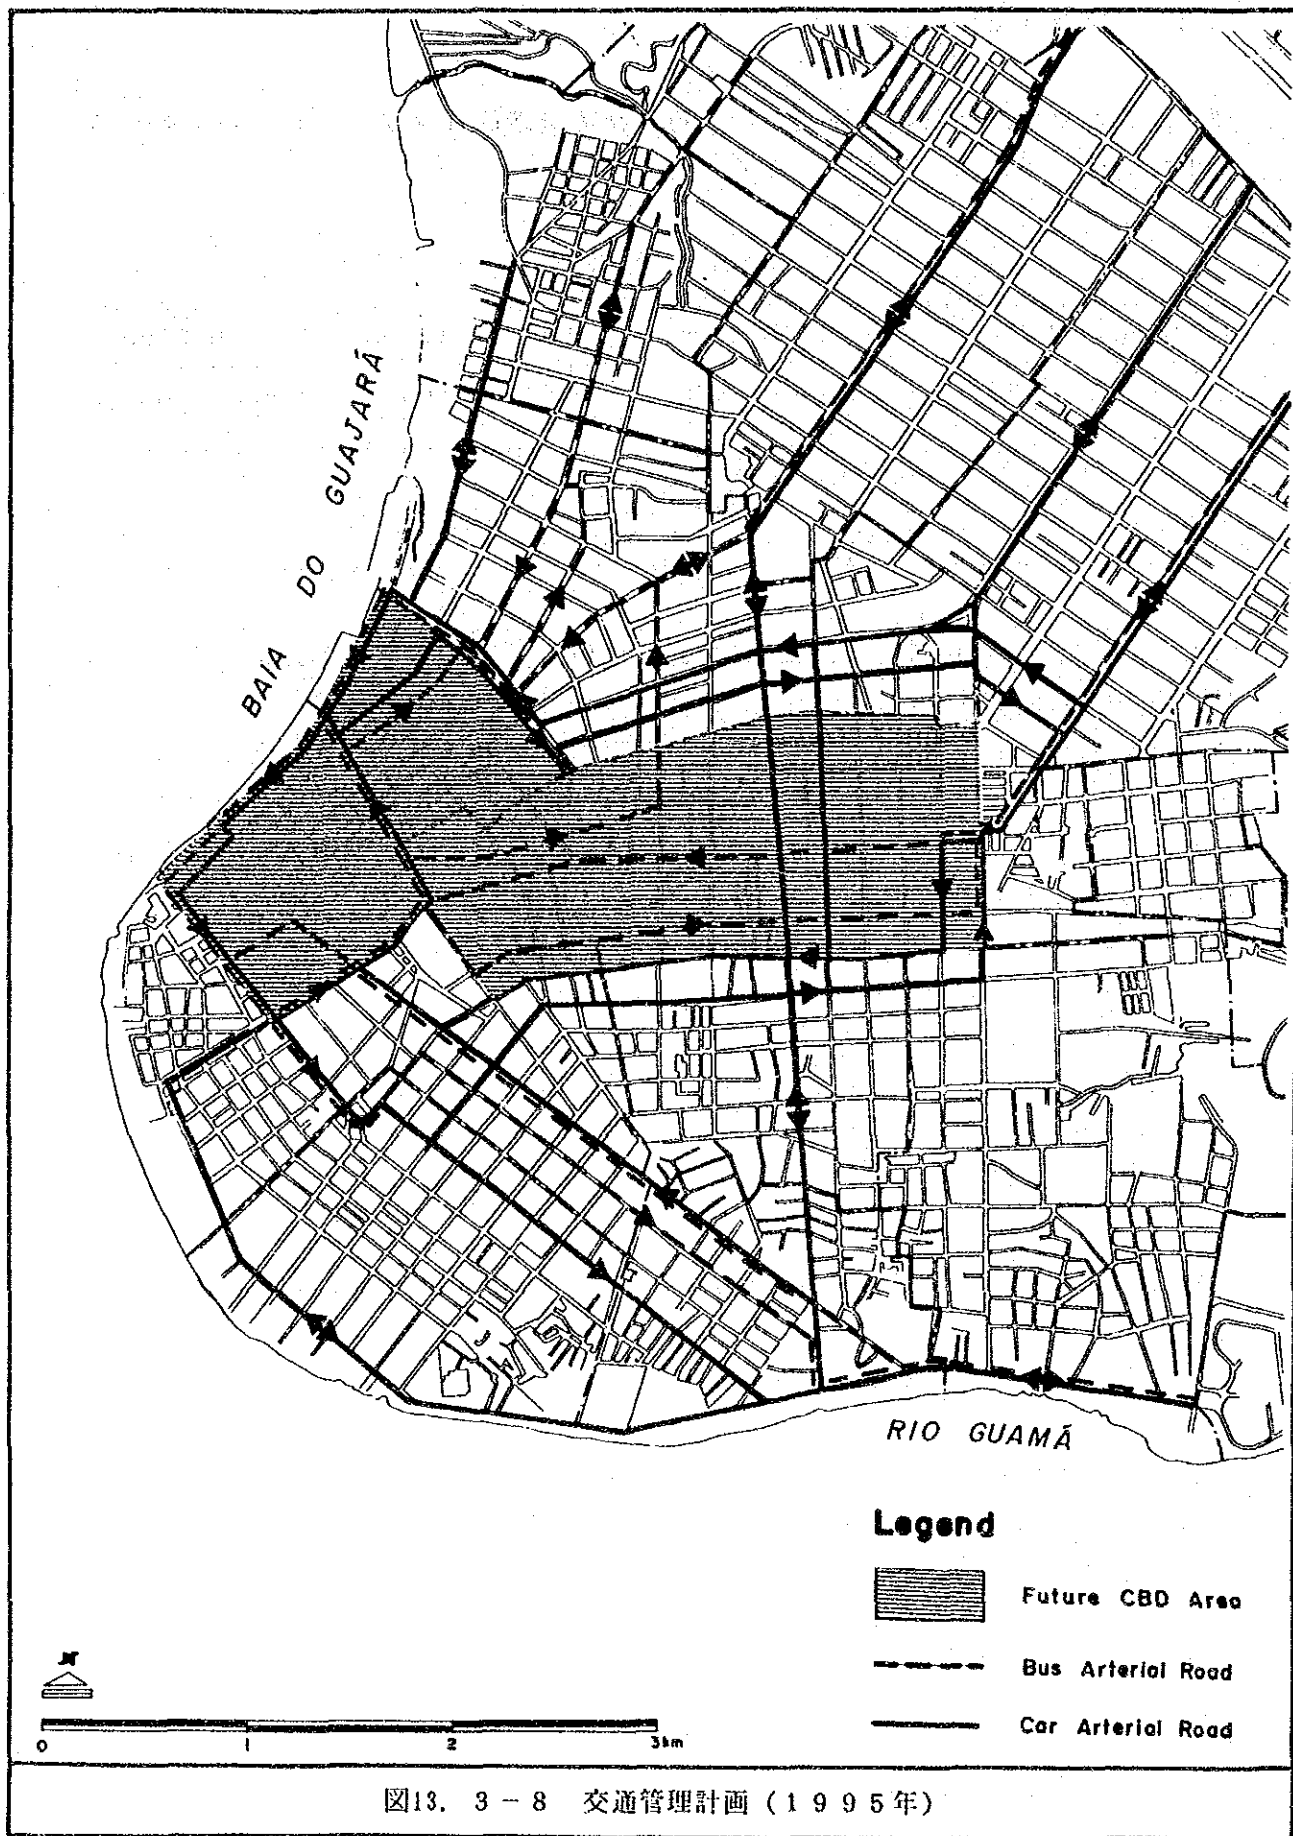 BAIA DO GUAJARÁ
RIO GUAMÁ
Legend
Future CBD Area
Bus Arterial Road
Car Arterial Road
N
0 1 2 3km
図13. 3-8 交通管理計画(1995年)